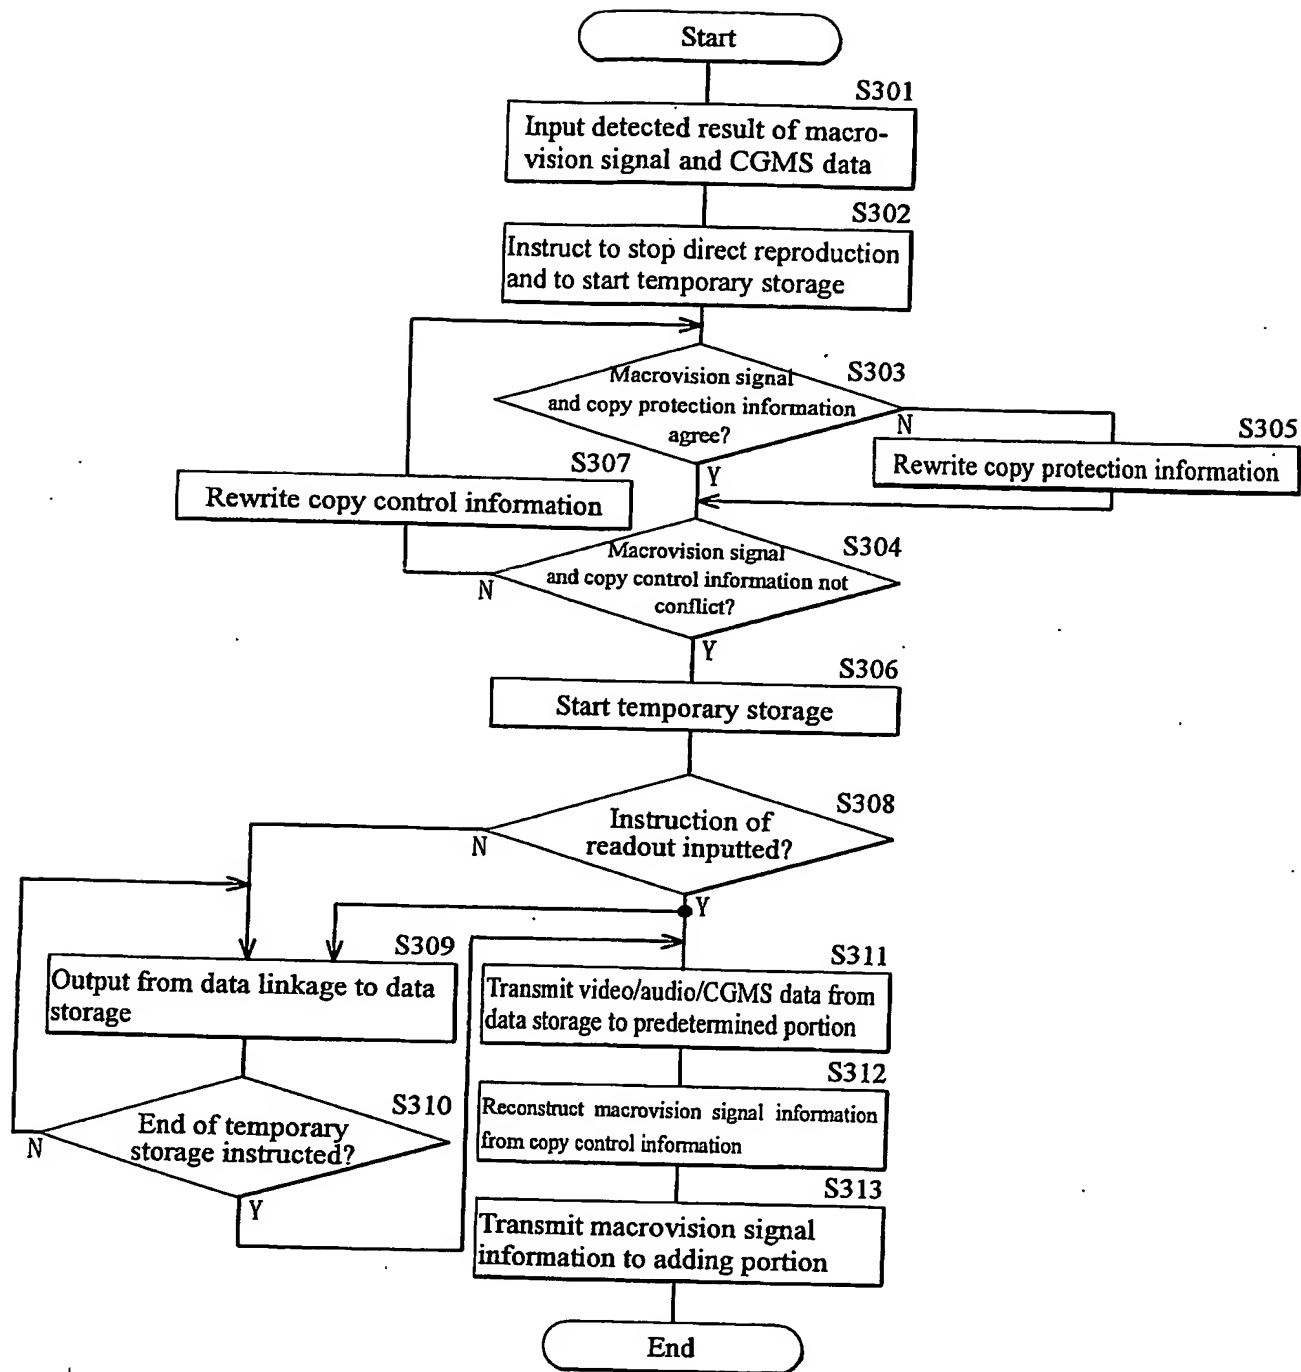 Start
S301
Input detected result of macro-
vision signal and CGMS data
S302
Instruct to stop direct reproduction
and to start temporary storage
S303
Macrovision signal
and copy protection information
agree?
N
Y
S305
Rewrite copy protection information
S307
Rewrite copy control information
S304
Macrovision signal
and copy control information not
conflict?
N
Y
S306
Start temporary storage
S308
Instruction of
readout inputted?
N
Y
S309
Output from data linkage to data
storage
S310
End of temporary
storage instructed?
N
Y
S311
Transmit video/audio/CGMS data from
data storage to predetermined portion
S312
Reconstruct macrovision signal information
from copy control information
S313
Transmit macrovision signal
information to adding portion
End